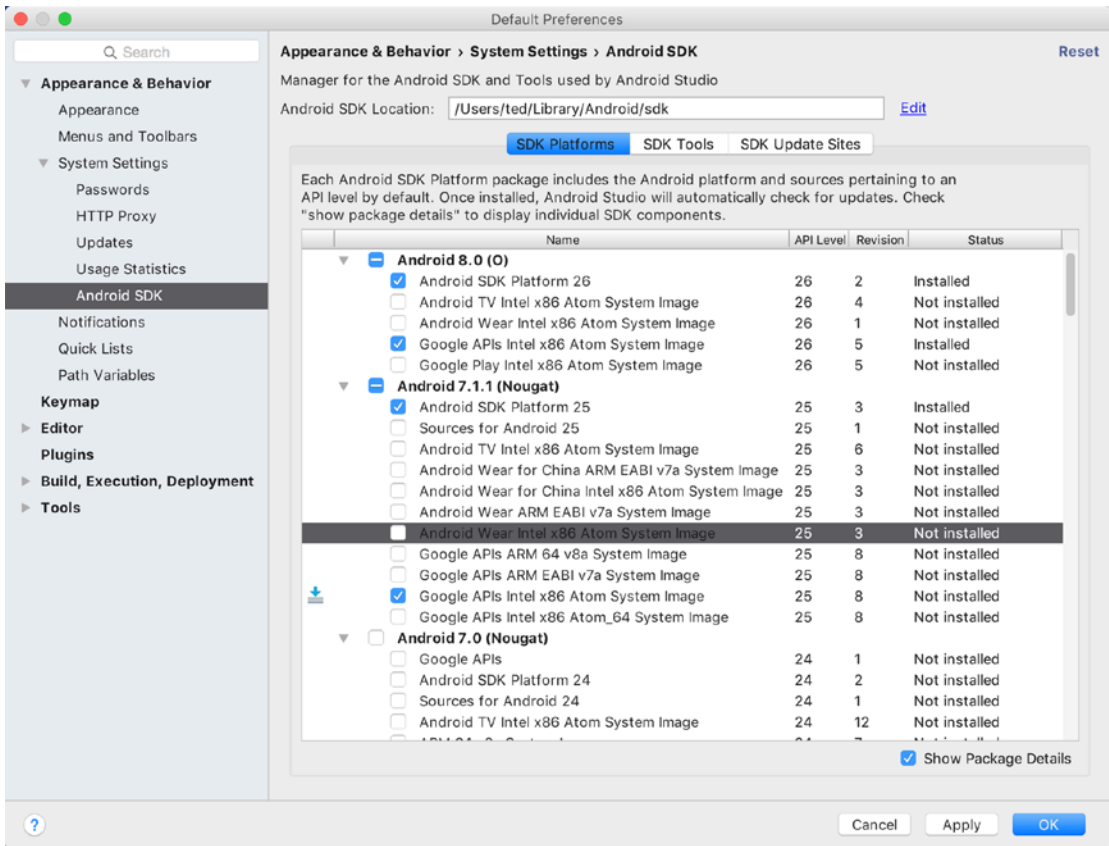 Default Preferences
Search
Appearance & Behavior
Appearance
Menus and Toolbars
System Settings
Passwords
HTTP Proxy
Updates
Usage Statistics
Android SDK
Notifications
Quick Lists
Path Variables
Keymap
Editor
Plugins
Build, Execution, Deployment
Tools
Appearance & Behavior › System Settings › Android SDK Reset
Manager for the Android SDK and Tools used by Android Studio
Android SDK Location: /Users/ted/Library/Android/sdk Edit
SDK Platforms SDK Tools SDK Update Sites
Each Android SDK Platform package includes the Android platform and sources pertaining to an
API level by default. Once installed, Android Studio will automatically check for updates. Check
"show package details" to display individual SDK components.
Name API Level Revision Status
Android 8.0 (O)
Android SDK Platform 26 26 2 Installed
Android TV Intel x86 Atom System Image 26 4 Not installed
Android Wear Intel x86 Atom System Image 26 1 Not installed
Google APIs Intel x86 Atom System Image 26 5 Installed
Google Play Intel x86 Atom System Image 26 5 Not installed
Android 7.1.1 (Nougat)
Android SDK Platform 25 25 3 Installed
Sources for Android 25 25 1 Not installed
Android TV Intel x86 Atom System Image 25 6 Not installed
Android Wear for China ARM EABI v7a System Image 25 3 Not installed
Android Wear for China Intel x86 Atom System Image 25 3 Not installed
Android Wear ARM EABI v7a System Image 25 3 Not installed
Android Wear Intel x86 Atom System Image 25 3 Not installed
Google APIs ARM 64 v8a System Image 25 8 Not installed
Google APIs ARM EABI v7a System Image 25 8 Not installed
Google APIs Intel x86 Atom System Image 25 8 Not installed
Google APIs Intel x86 Atom_64 System Image 25 8 Not installed
Android 7.0 (Nougat)
Google APIs 24 1 Not installed
Android SDK Platform 24 24 2 Not installed
Sources for Android 24 24 1 Not installed
Android TV Intel x86 Atom System Image 24 12 Not installed
Show Package Details
? Cancel Apply OK